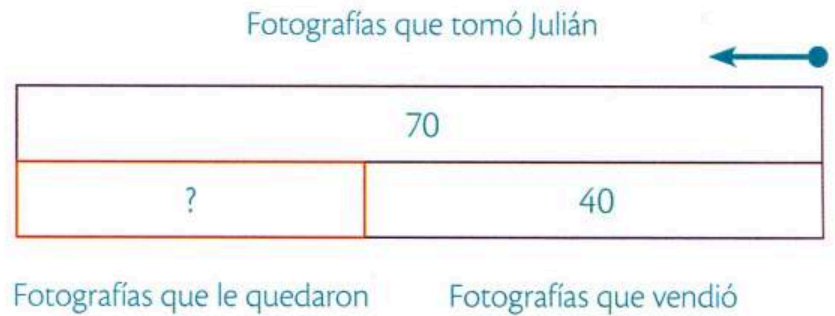 Fotografías que tomó Julián
70
? 40
Fotografías que le quedaron Fotografías que vendió